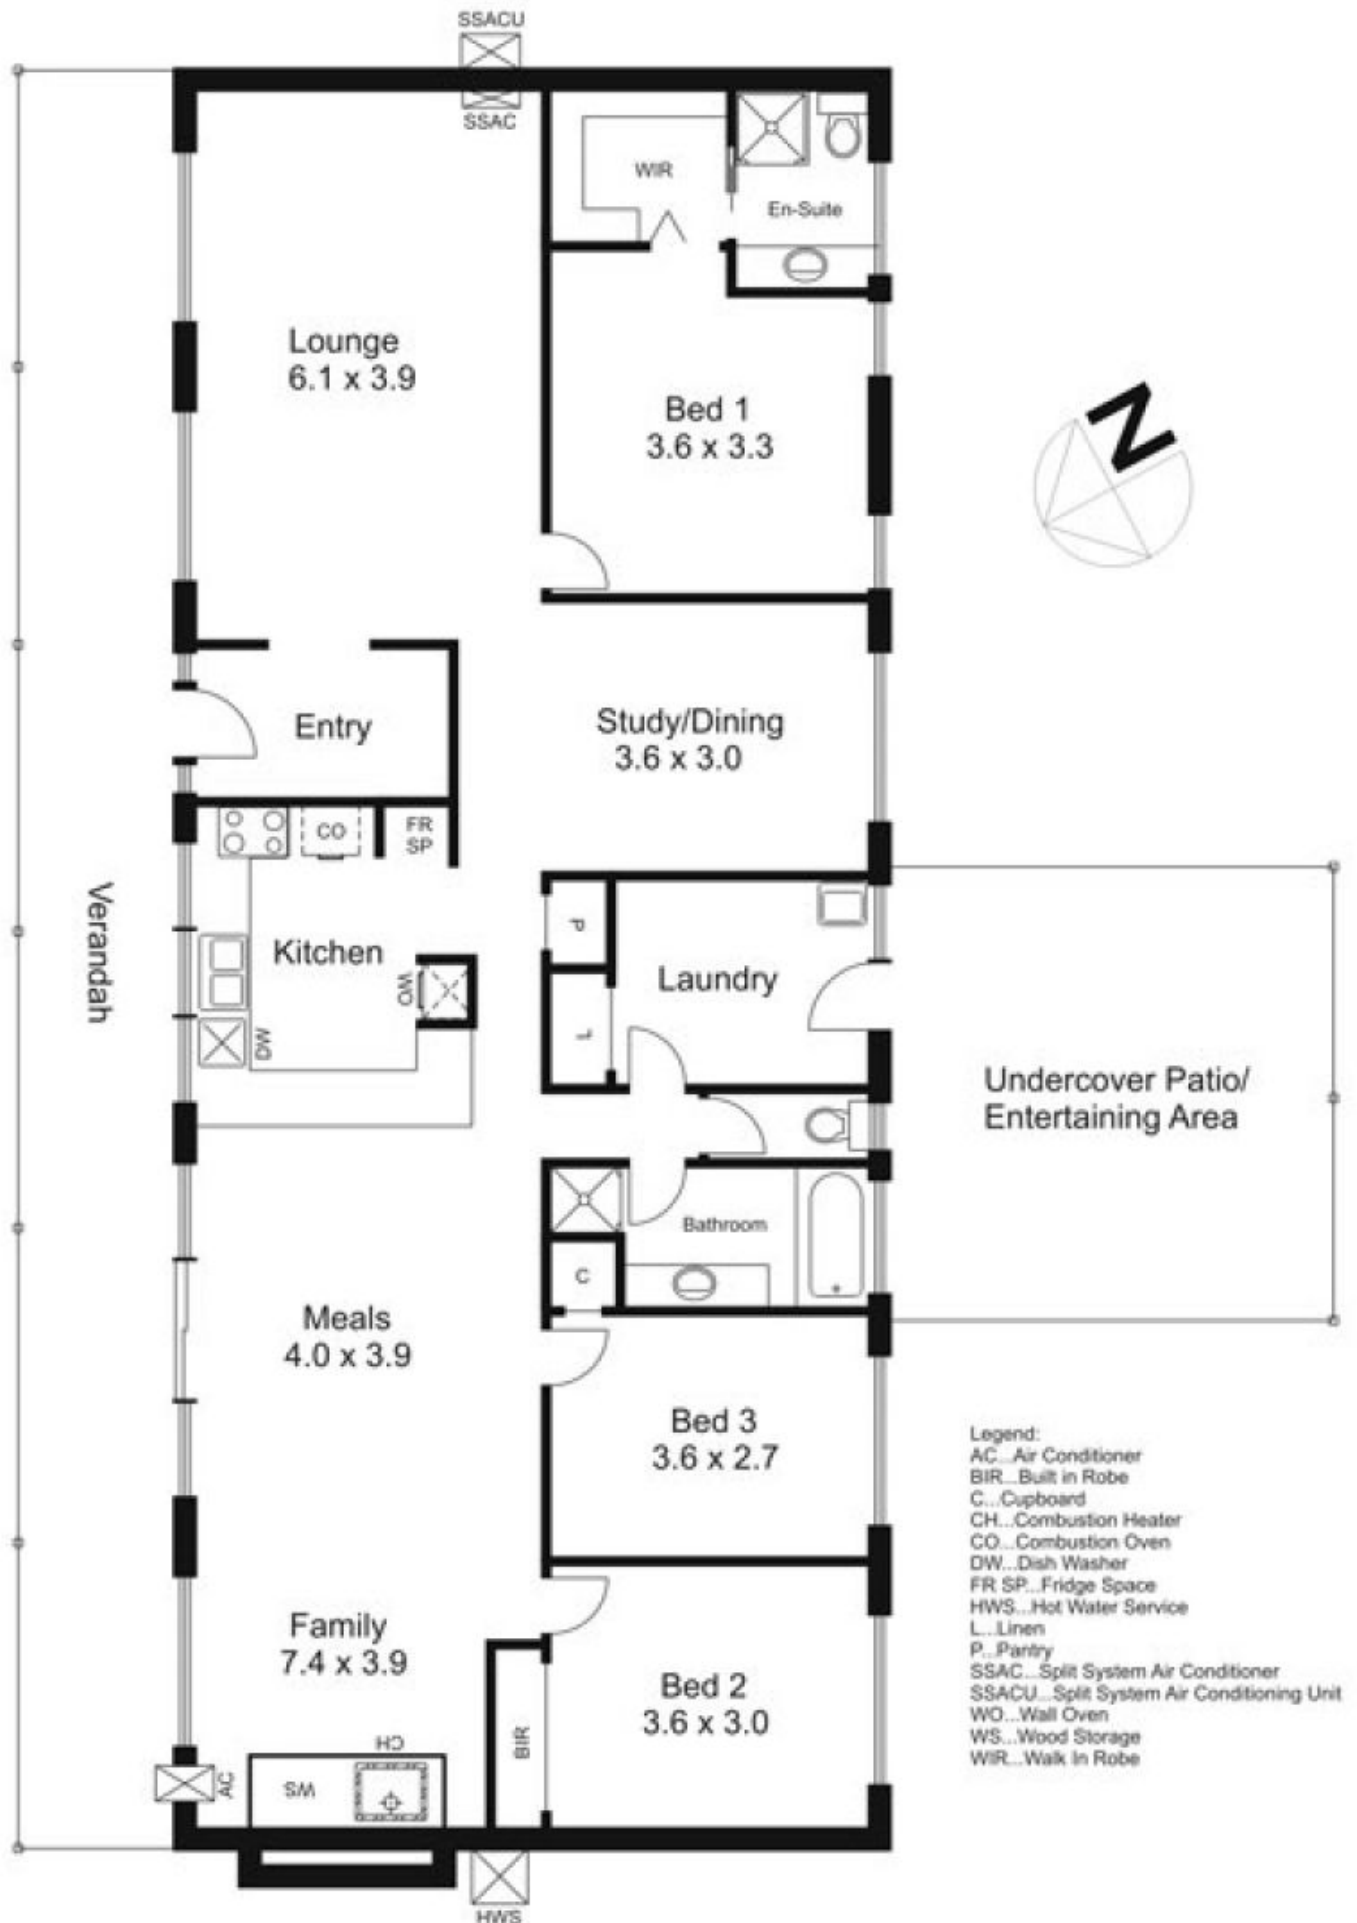 SSACU
SSAC
WIR
En-Suite
Lounge
6.1 x 3.9
Bed 1
3.6 x 3.3
N
Entry
Study/Dining
3.6 x 3.0
CO
FR
SP
Verandah
Kitchen
WO
DW
P
L
Laundry
Undercover Patio/
Entertaining Area
Bathroom
C
Meals
4.0 x 3.9
Bed 3
3.6 x 2.7
Family
7.4 x 3.9
Bed 2
3.6 x 3.0
CH
BIR
WS
AC
HWS
Legend:
AC...Air Conditioner
BIR...Built in Robe
C...Cupboard
CH...Combustion Heater
CO...Combustion Oven
DW...Dish Washer
FR SP...Fridge Space
HWS...Hot Water Service
L...Linen
P...Pantry
SSAC...Split System Air Conditioner
SSACU...Split System Air Conditioning Unit
WO...Wall Oven
WS...Wood Storage
WIR...Walk In Robe